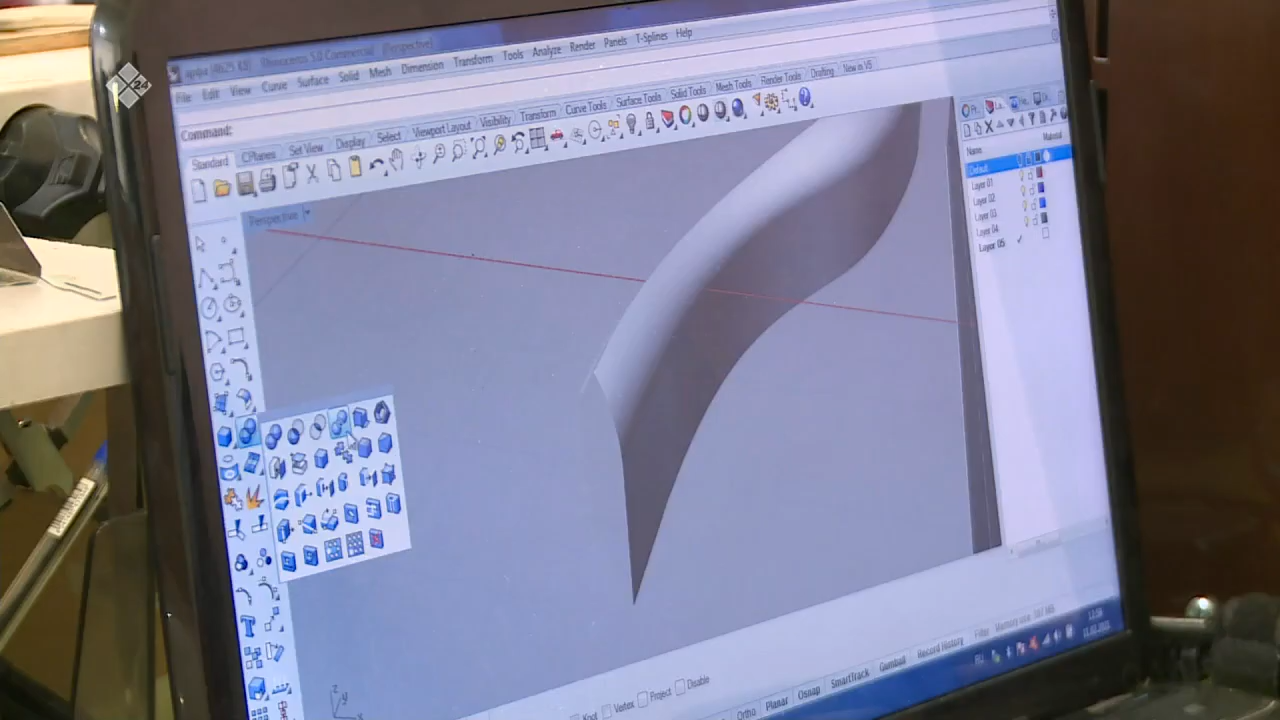 Rhinoceros 5.0 Commercial - [Perspective]
File Edit View Curve Surface Solid Mesh Dimension Transform Tools Analyze Render Panels T-Splines Help
Command:
Standard CPlanes Set View Display Select Viewport Layout Visibility Transform Curve Tools Surface Tools Solid Tools Mesh Tools Render Tools Drafting New in V5
Perspective
Name Material
Default
Layer 01
Layer 02
Layer 03
Layer 04
Layer 05
z
y
x
Knot Vertex Project Disable
Ortho Planar Osnap SmartTrack Gumball Record History Filter
24